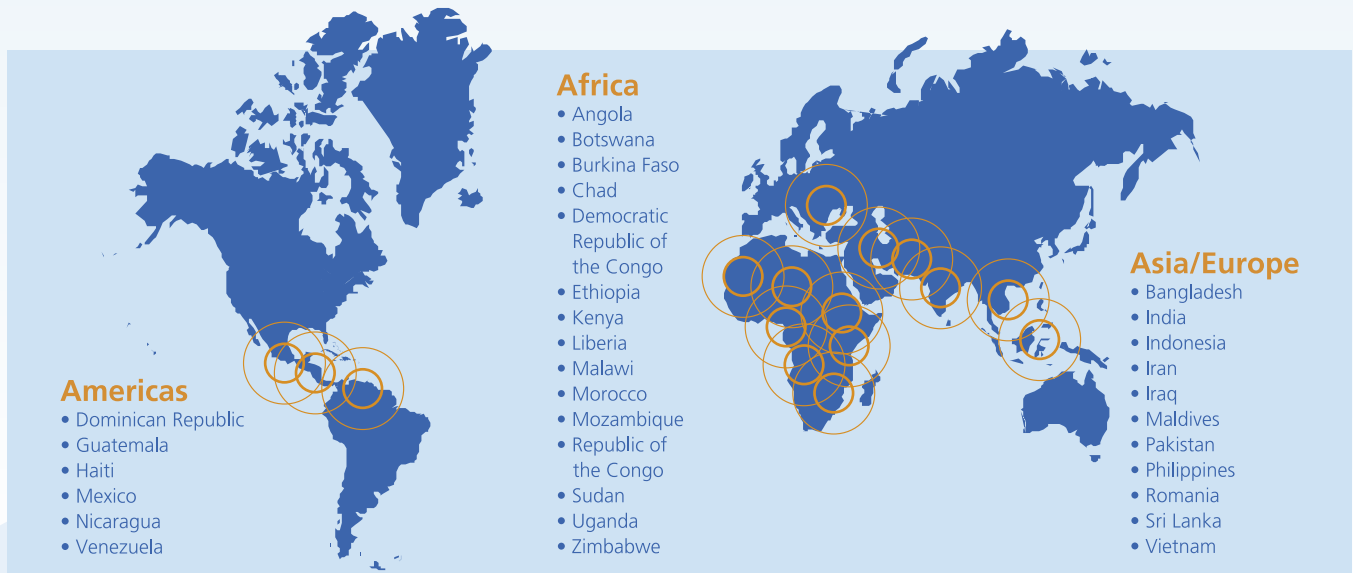 Americas
• Dominican Republic
• Guatemala
• Haiti
• Mexico
• Nicaragua
• Venezuela
Africa
• Angola
• Botswana
• Burkina Faso
• Chad
• Democratic
Republic of
the Congo
• Ethiopia
• Kenya
• Liberia
• Malawi
• Morocco
• Mozambique
• Republic of
the Congo
• Sudan
• Uganda
• Zimbabwe
Asia/Europe
• Bangladesh
• India
• Indonesia
• Iran
• Iraq
• Maldives
• Pakistan
• Philippines
• Romania
• Sri Lanka
• Vietnam